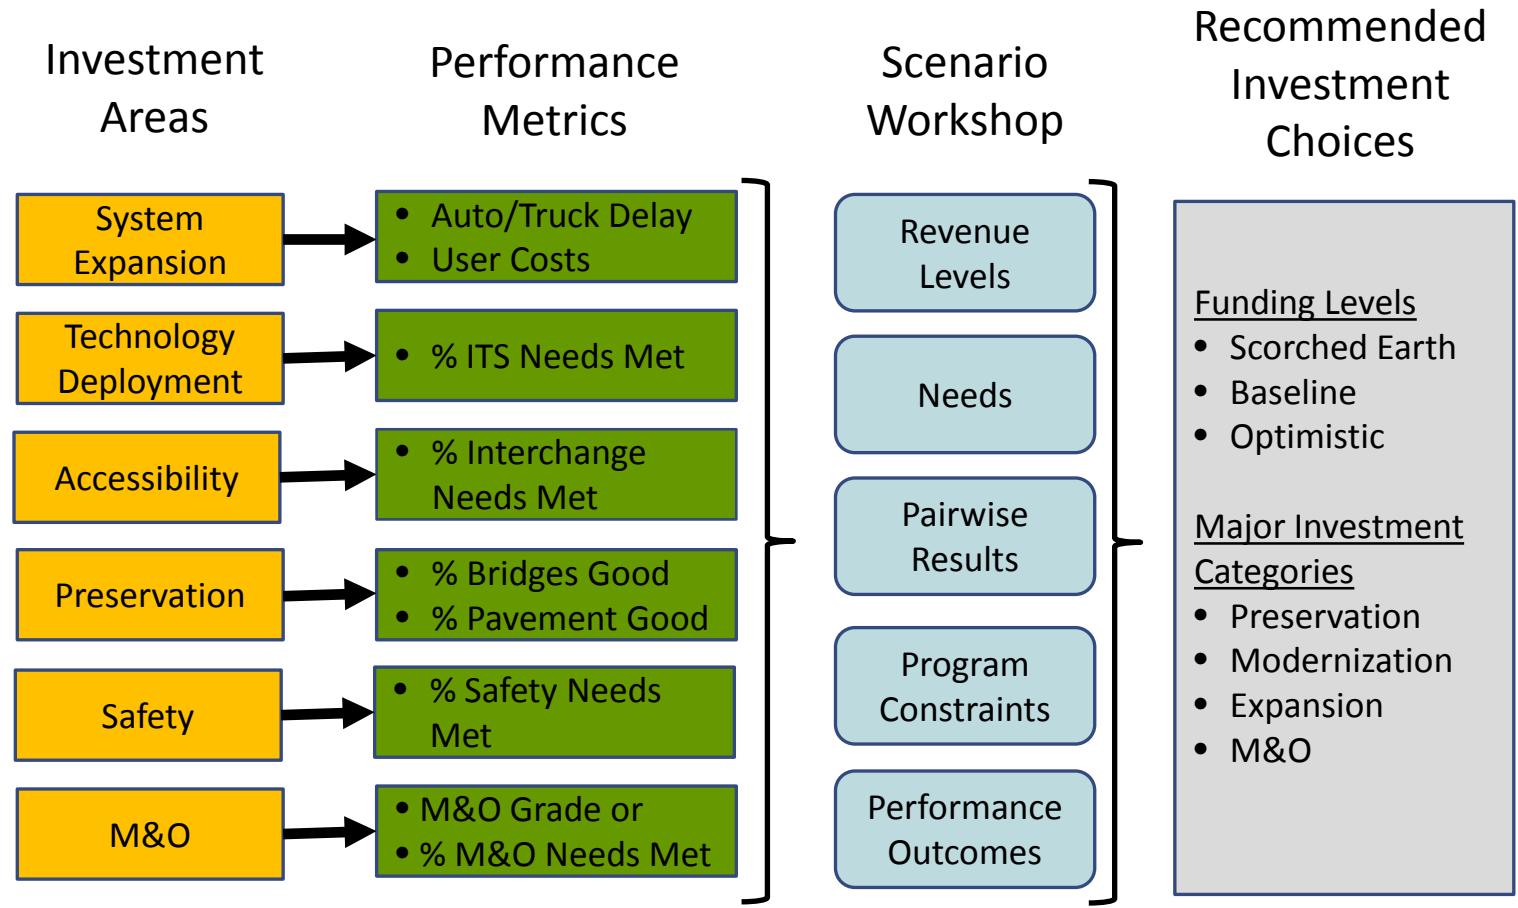 Investment
Areas
Performance
Metrics
Scenario
Workshop
Recommended
Investment
Choices
System
Expansion
• Auto/Truck Delay
• User Costs
Technology
Deployment
• % ITS Needs Met
Accessibility
• % Interchange
Needs Met
Preservation
• % Bridges Good
• % Pavement Good
Safety
• % Safety Needs
Met
M&O
• M&O Grade or
• % M&O Needs Met
Revenue
Levels
Needs
Pairwise
Results
Program
Constraints
Performance
Outcomes
Funding Levels
• Scorched Earth
• Baseline
• Optimistic
Major Investment
Categories
• Preservation
• Modernization
• Expansion
• M&O